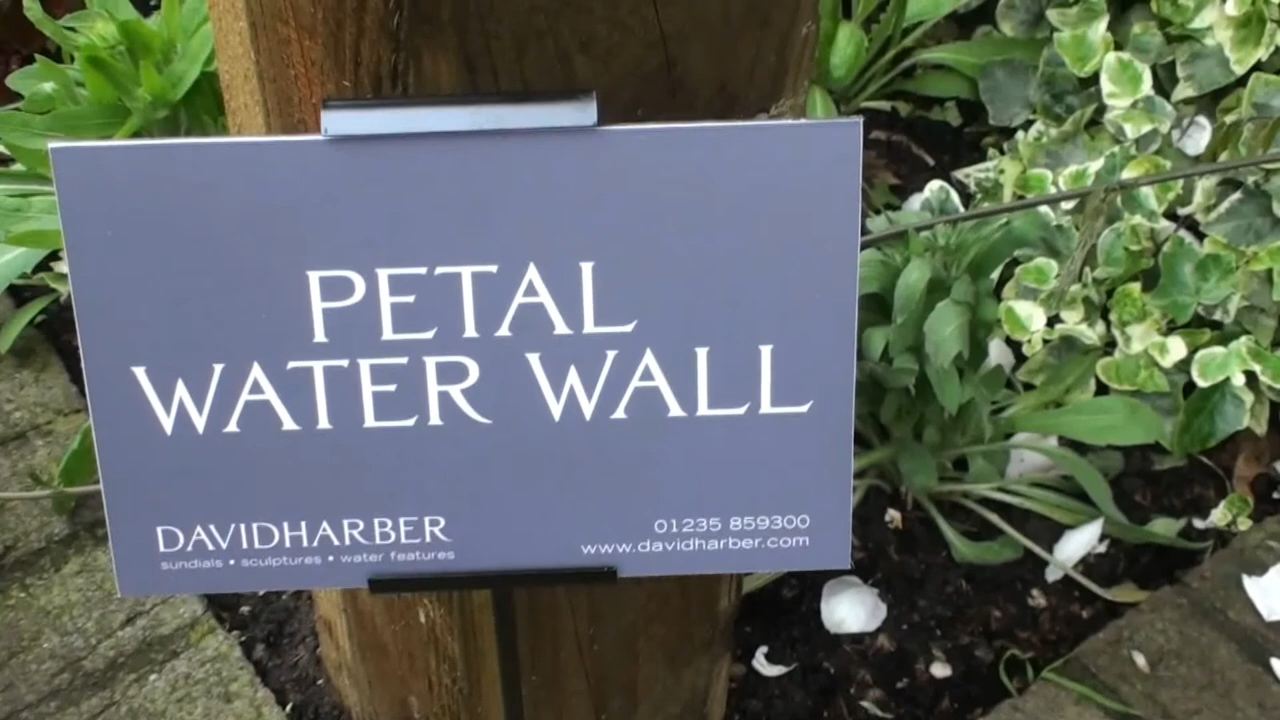 PETAL
WATER WALL
DAVIDHARBER
sundials • sculptures • water features
01235 859300
www.davidharber.com